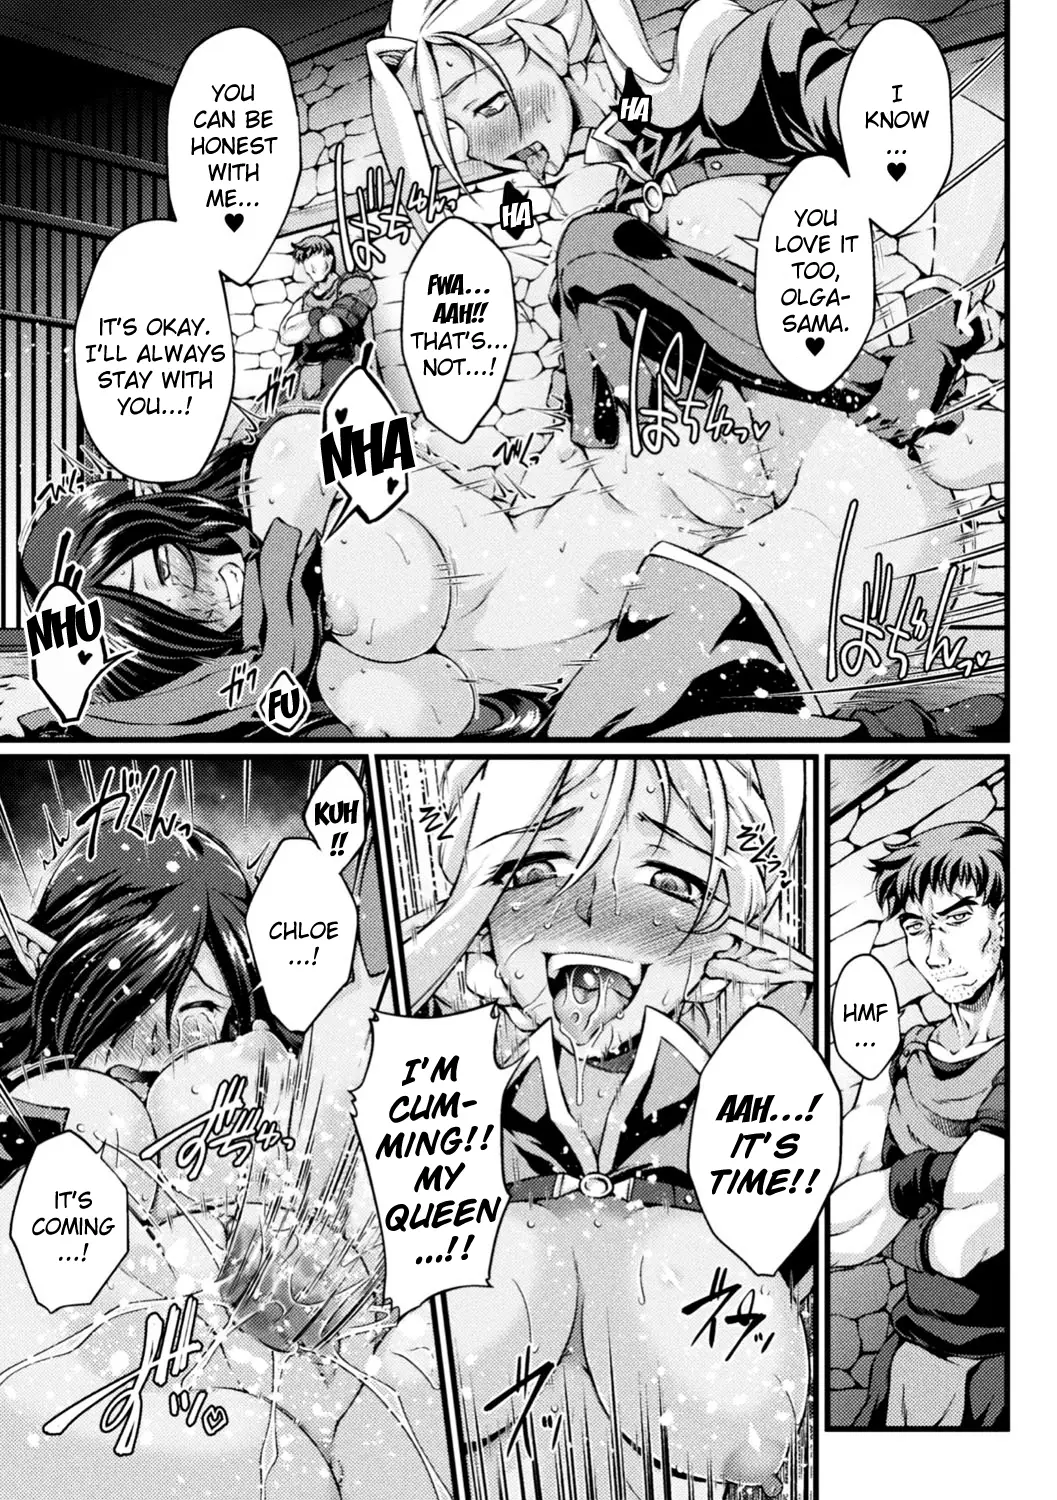 I
KNOW
...
♥
YOU
LOVE IT
TOO,
OLGA-
SAMA.
♥
HA
HA
FWA...
AAH!!
THAT'S...
NOT...!
YOU
CAN BE
HONEST
WITH
ME...
♥
IT'S OKAY.
I'LL ALWAYS
STAY WITH
YOU...!
NHA
NHU
FU
HMF
...
AAH...!
IT'S
TIME!!
I'M
CUM-
MING!!
MY
QUEEN
...!!
KUH
!!
CHLOE
...!
IT'S
COMING
...!